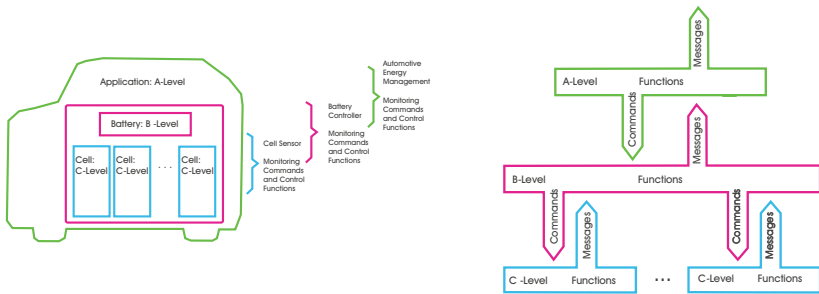 Application: A-Level
Battery: B -Level
Cell:
C-Level
Cell:
C-Level
. . .
Cell:
C-Level
Cell Sensor
Monitoring
Commands
and Control
Functions
Battery
Controller
Monitoring
Commands
and Control
Functions
Automotive
Energy
Management
Monitoring
Commands
and Control
Functions
Messages
A-Level Functions
Commands
Messages
B-Level Functions
Commands
Messages
Commands
Messages
C -Level Functions
...
C-Level Functions